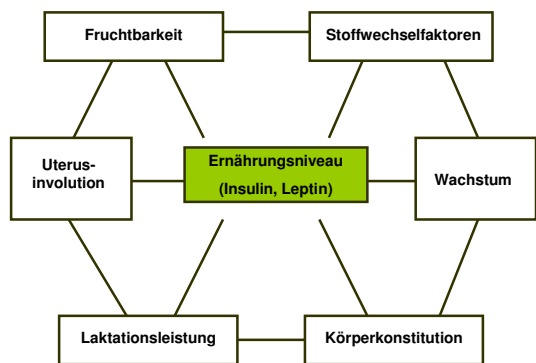 Fruchtbarkeit
Stoffwechselfaktoren
Uterus-
involution
Ernährungsniveau
(Insulin, Leptin)
Wachstum
Laktationsleistung
Körperkonstitution